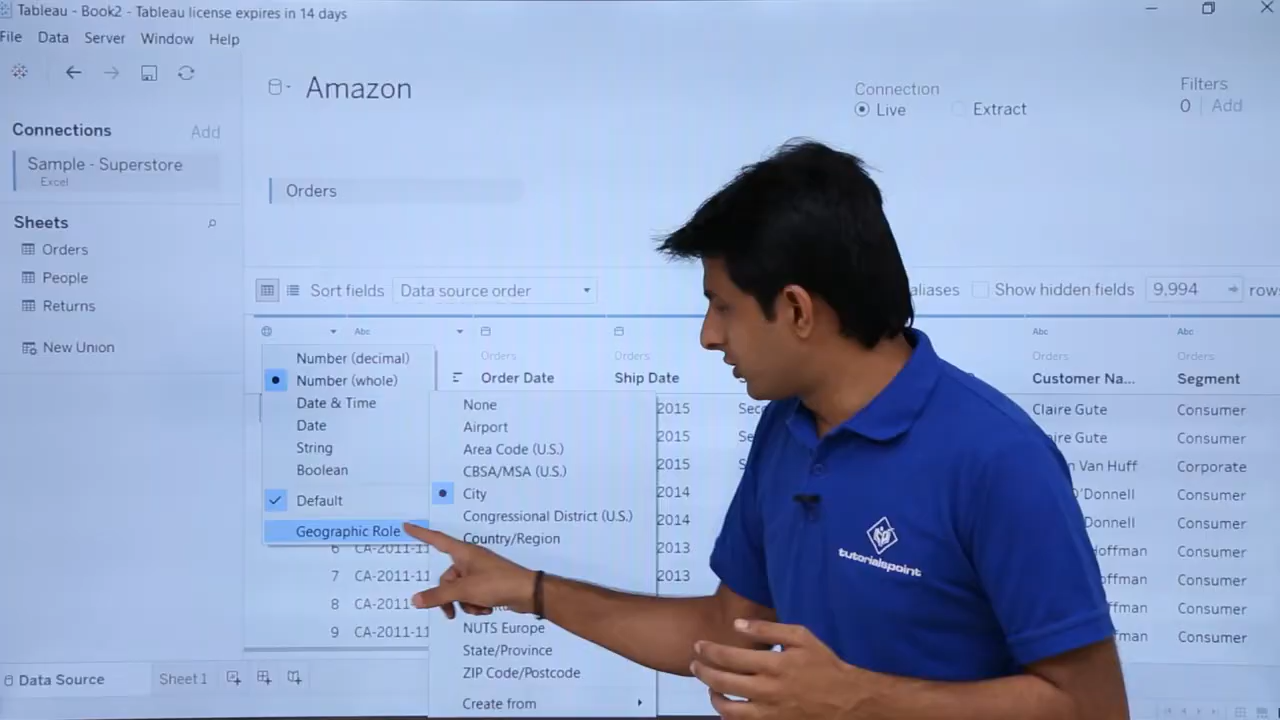 Tableau - Book2 - Tableau license expires in 14 days
File Data Server Window Help
Connections Add
Sample - Superstore
Excel
Sheets
Orders
People
Returns
New Union
Amazon
Connection
Live Extract
Filters
0 Add
Orders
Sort fields Data source order
aliases Show hidden fields 9,994 rows
Abc Abc Abc
Orders Orders Orders Orders
Order Date Ship Date Customer Na... Segment
Number (decimal)
Number (whole)
Date & Time
Date
String
Boolean
Default
Geographic Role
None
Airport
Area Code (U.S.)
CBSA/MSA (U.S.)
City
Congressional District (U.S.)
Country/Region
NUTS Europe
State/Province
ZIP Code/Postcode
Create from
2015 Claire Gute Consumer
2015 Consumer
2015 Van Huff Corporate
2014 O'Donnell Consumer
2014 Donnell Consumer
2013 Hoffman Consumer
6 CA-2011-11
7 CA-2011-11 2013 Consumer
8 CA-2011- Consumer
9 CA-2011-11 Consumer
tutorialspoint
Data Source Sheet 1